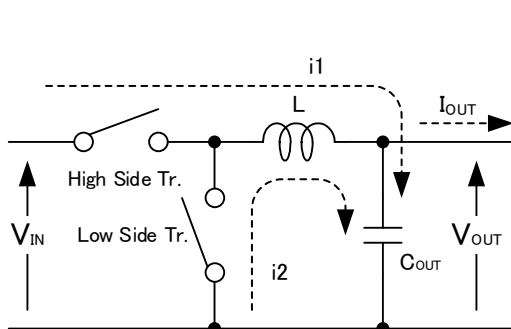 i1
L
IOUT
High Side Tr.
VIN
Low Side Tr.
i2
COUT
VOUT